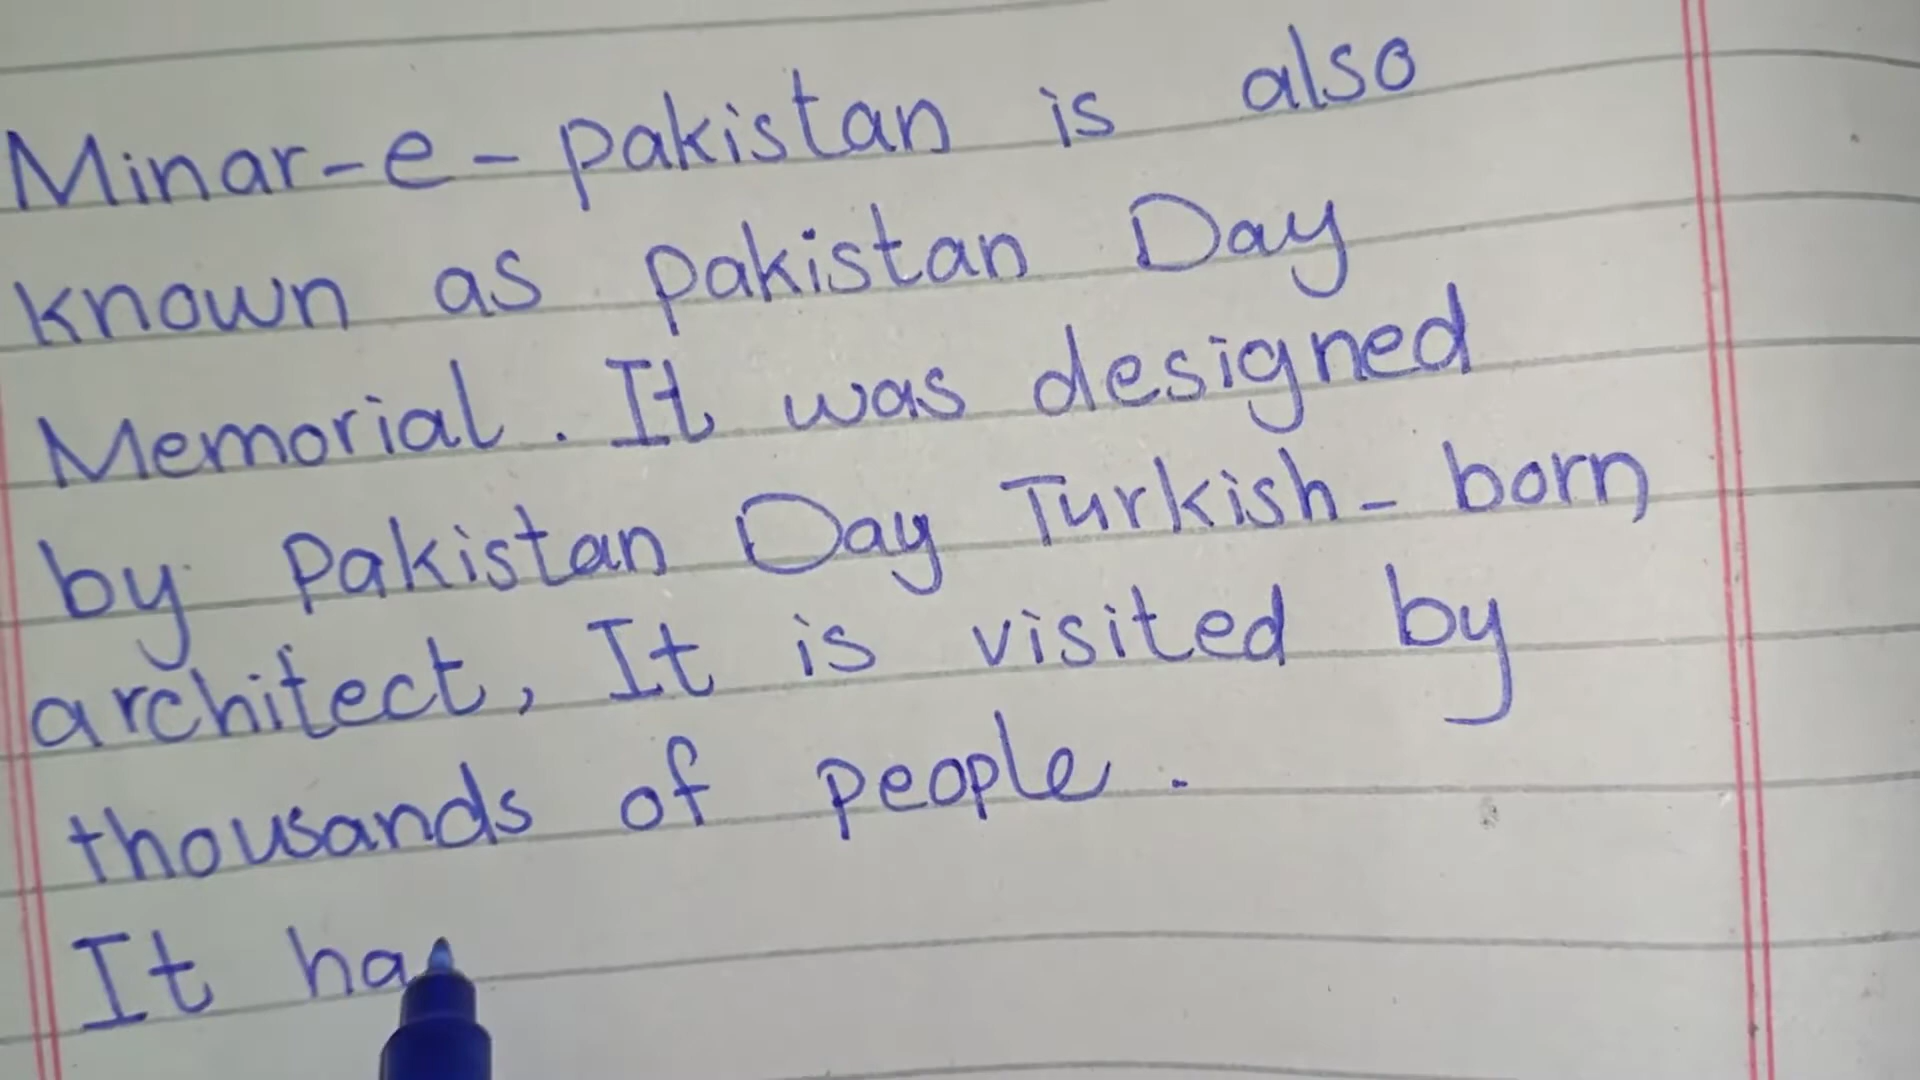 Minar-e-pakistan is also
known as pakistan Day
Memorial. It was designed
by Pakistan Day Turkish-born
architect, It is visited by
thousands of people.
It ha